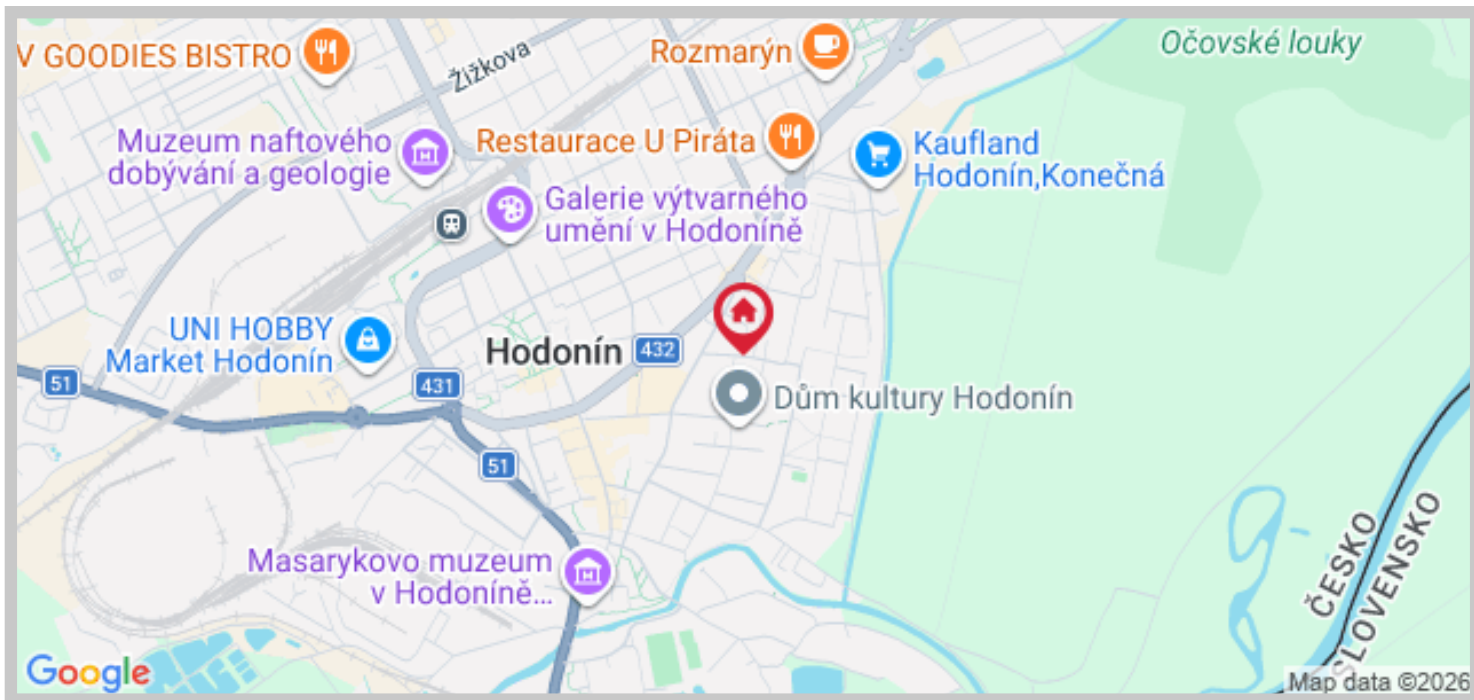 V GOODIES BISTRO
Žižkova
Rozmarýn
Očovské louky
Muzeum naftového
dobývání a geologie
Restaurace U Piráta
Kaufland
Hodonín,Konečná
Galerie výtvarného
umění v Hodoníně
UNI HOBBY
Market Hodonín
Hodonín
432
51
431
Dům kultury Hodonín
51
Masarykovo muzeum
v Hodoníně...
ČESKO
SLOVENSKO
Google
Map data ©2026